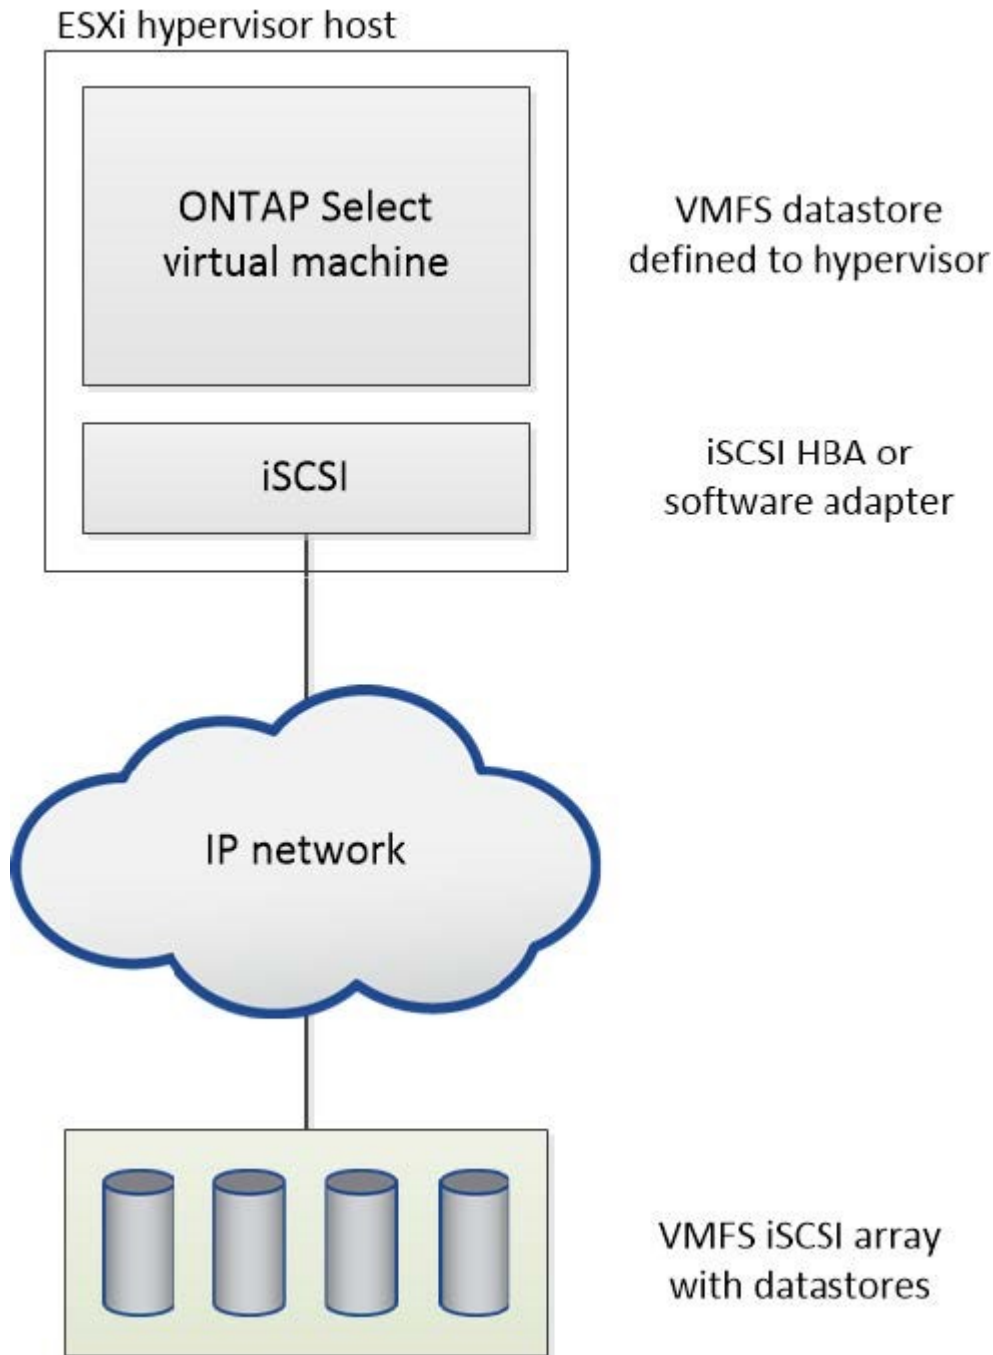 ESXi hypervisor host
ONTAP Select
virtual machine
VMFS datastore
defined to hypervisor
iSCSI
iSCSI HBA or
software adapter
IP network
VMFS iSCSI array
with datastores